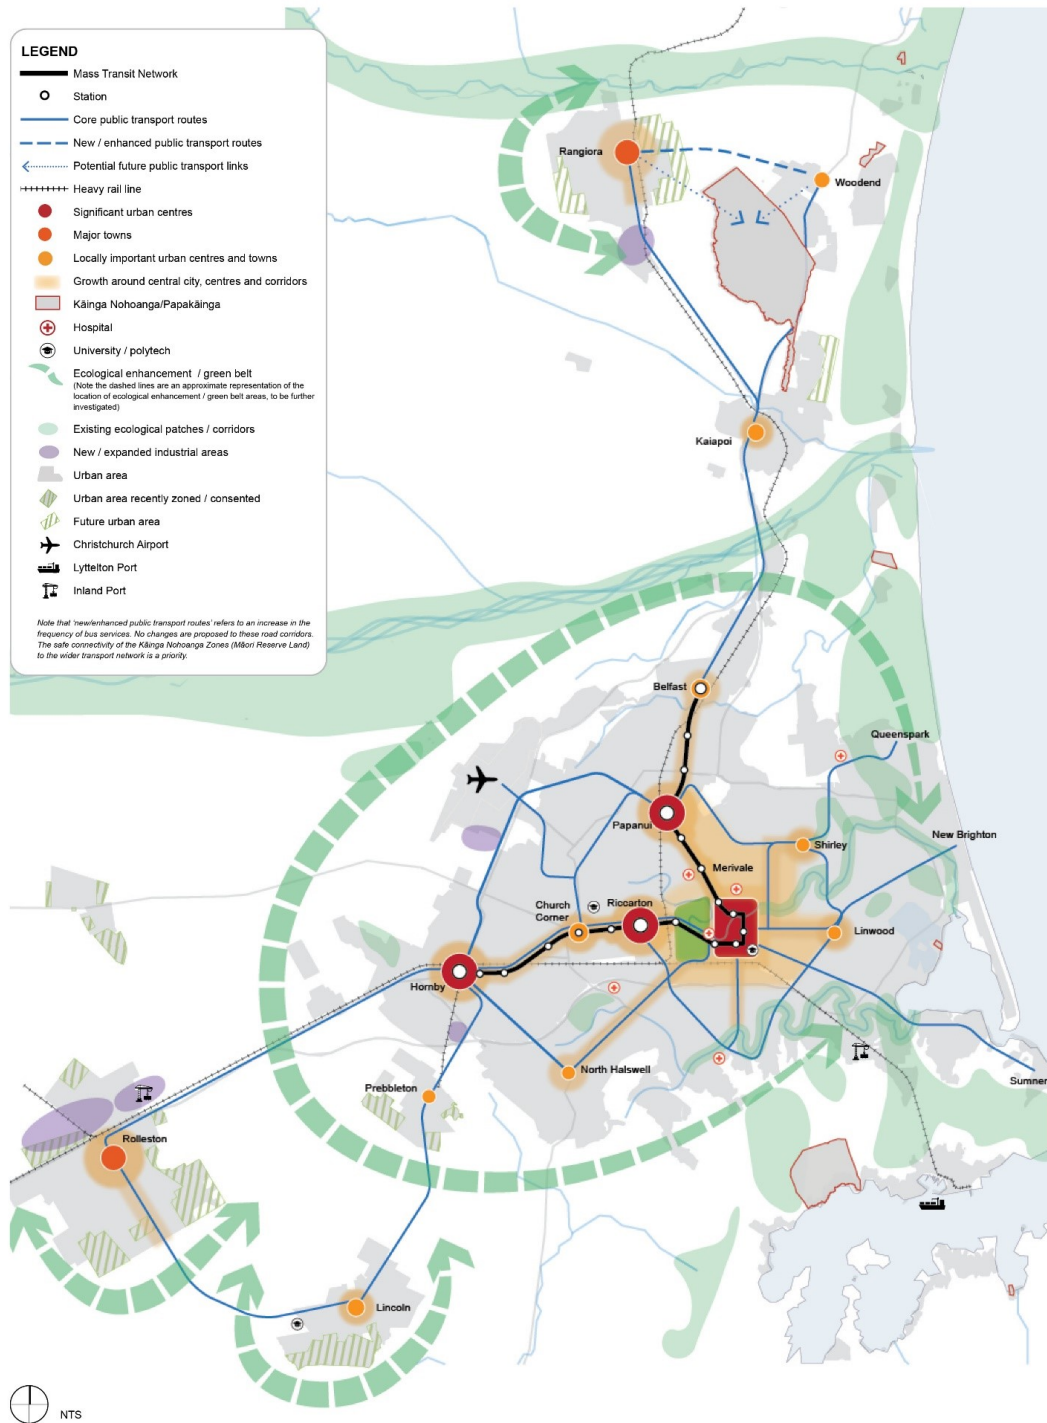 LEGEND
Mass Transit Network
Station
Core public transport routes
New / enhanced public transport routes
Potential future public transport links
Heavy rail line
Significant urban centres
Major towns
Locally important urban centres and towns
Growth around central city, centres and corridors
Kāinga Nohoanga/Papakāinga
Hospital
University / polytech
Ecological enhancement / green belt
(Note the dashed lines are an approximate representation of the
location of ecological enhancement / green belt areas, to be further
investigated)
Existing ecological patches / corridors
New / expanded industrial areas
Urban area
Urban area recently zoned / consented
Future urban area
Christchurch Airport
Lyttelton Port
Inland Port
Note that 'new/enhanced public transport routes' refers to an increase in the
frequency of bus services. No changes are proposed to these road corridors.
The safe connectivity of the Kāinga Nohoanga Zones (Māori Reserve Land)
to the wider transport network is a priority.
Rangiora
Woodend
Kaiapoi
Belfast
Queenspark
Papanui
New Brighton
Shirley
Merivale
Church
Corner
Riccarton
Linwood
Hornby
North Halswell
Prebbleton
Sumner
Rolleston
Lincoln
NTS